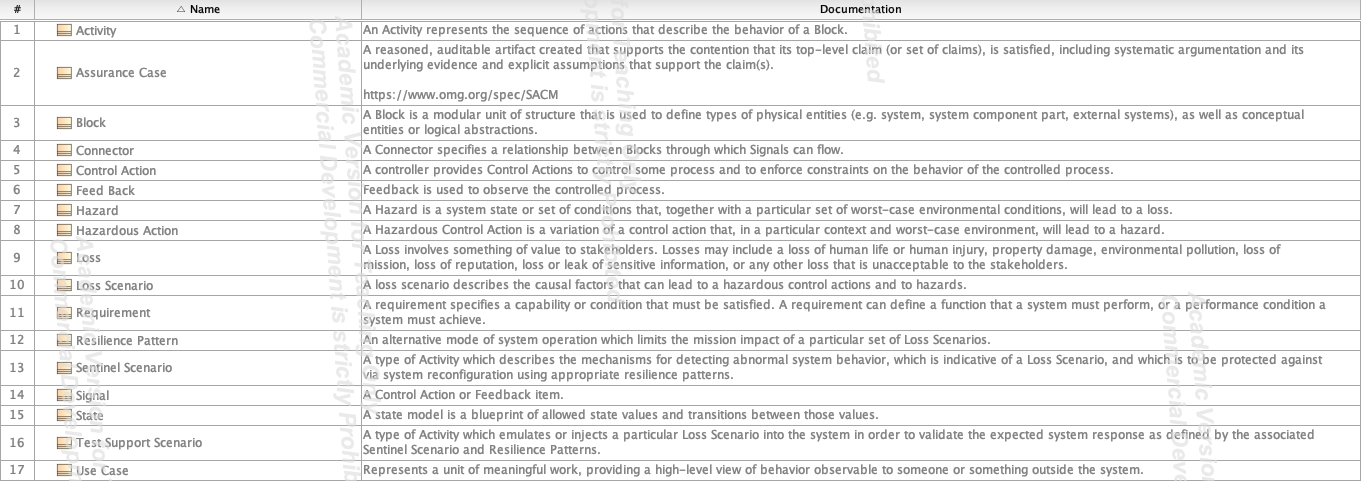 # △ Name Documentation
1 Activity An Activity represents the sequence of actions that describe the behavior of a Block.
2 Assurance Case A reasoned, auditable artifact created that supports the contention that its top-level claim (or set of claims), is satisfied, including systematic argumentation and its
underlying evidence and explicit assumptions that support the claim(s).
https://www.omg.org/spec/SACM
3 Block A Block is a modular unit of structure that is used to define types of physical entities (e.g. system, system component part, external systems), as well as conceptual
entities or logical abstractions.
4 Connector A Connector specifies a relationship between Blocks through which Signals can flow.
5 Control Action A controller provides Control Actions to control some process and to enforce constraints on the behavior of the controlled process.
6 Feed Back Feedback is used to observe the controlled process.
7 Hazard A Hazard is a system state or set of conditions that, together with a particular set of worst-case environmental conditions, will lead to a loss.
8 Hazardous Action A Hazardous Control Action is a variation of a control action that, in a particular context and worst-case environment, will lead to a hazard.
9 Loss A Loss involves something of value to stakeholders. Losses may include a loss of human life or human injury, property damage, environmental pollution, loss of
mission, loss of reputation, loss or leak of sensitive information, or any other loss that is unacceptable to the stakeholders.
10 Loss Scenario A loss scenario describes the causal factors that can lead to a hazardous control actions and to hazards.
11 Requirement A requirement specifies a capability or condition that must be satisfied. A requirement can define a function that a system must perform, or a performance condition a
system must achieve.
12 Resilience Pattern An alternative mode of system operation which limits the mission impact of a particular set of Loss Scenarios.
13 Sentinel Scenario A type of Activity which describes the mechanisms for detecting abnormal system behavior, which is indicative of a Loss Scenario, and which is to be protected against
via system reconfiguration using appropriate resilience patterns.
14 Signal A Control Action or Feedback item.
15 State A state model is a blueprint of allowed state values and transitions between those values.
16 Test Support Scenario A type of Activity which emulates or injects a particular Loss Scenario into the system in order to validate the expected system response as defined by the associated
Sentinel Scenario and Resilience Patterns.
17 Use Case Represents a unit of meaningful work, providing a high-level view of behavior observable to someone or something outside the system.
Academic Version for Teaching Only
Commercial Development is strictly Prohibited